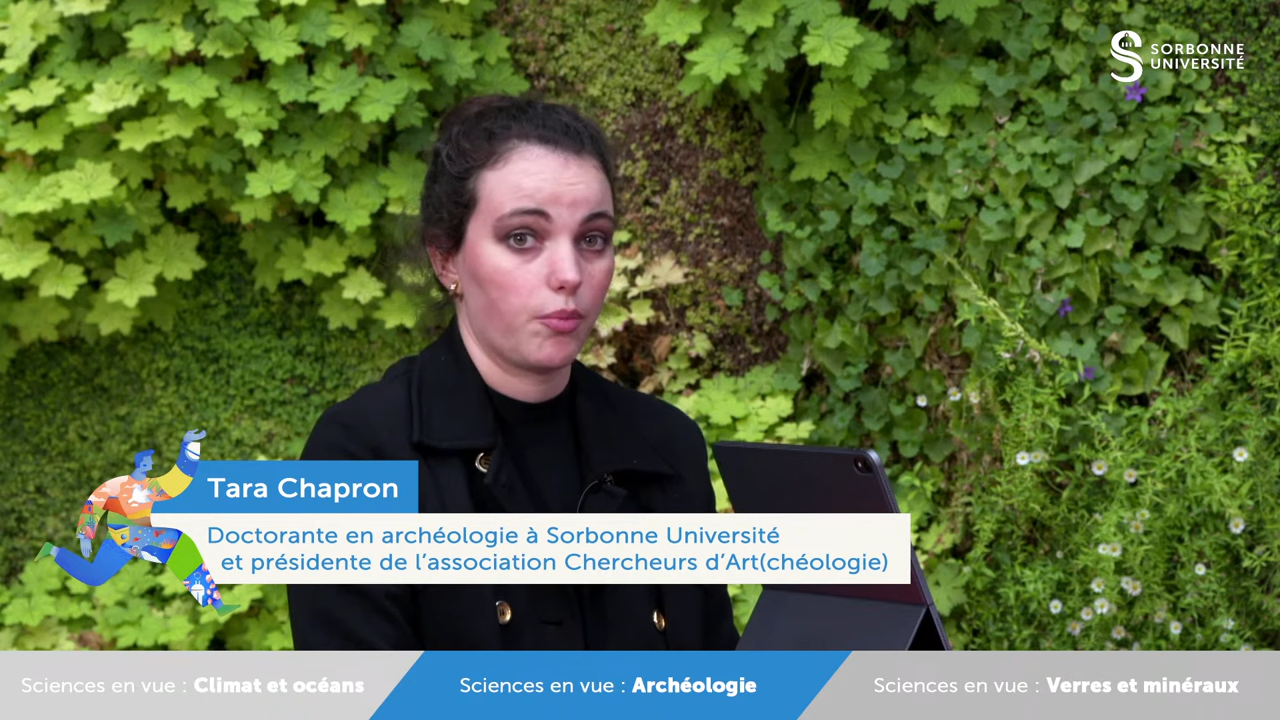 SORBONNE
UNIVERSITÉ
Tara Chapron
Doctorante en archéologie à Sorbonne Université
et présidente de l’association Chercheurs d’Art(chéologie)
Sciences en vue : Climat et océans
Sciences en vue : Archéologie
Sciences en vue : Verres et minéraux